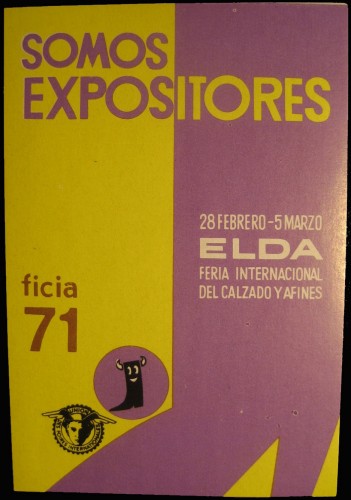 SOMOS
EXPOSITORES
28 FEBRERO-5 MARZO
ELDA
FERIA INTERNACIONAL
DEL CALZADO Y AFINES
ficia
71